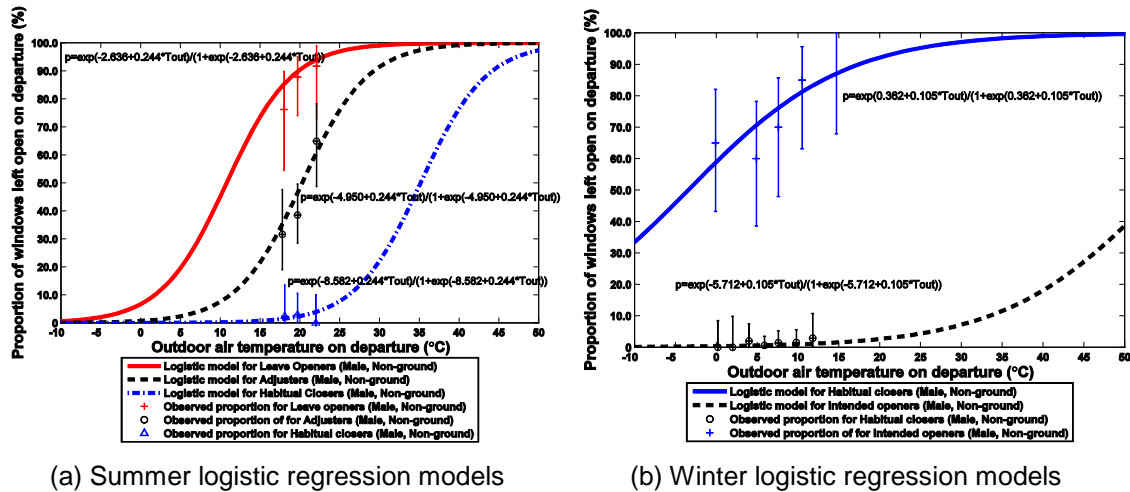 Proportion of windows left open on departure (%)
100.0
90.0
80.0
70.0
60.0
50.0
40.0
30.0
20.0
10.0
0.0
p=exp(-2.636+0.244*Tout)/(1+exp(-2.636+0.244*Tout))
p=exp(-4.950+0.244*Tout)/(1+exp(-4.950+0.244*Tout))
p=exp(-8.582+0.244*Tout)/(1+exp(-8.582+0.244*Tout))
-10 -5 0 5 10 15 20 25 30 35 40 45 50
Outdoor air temperature on departure (°C)
Logistic model for Leave Openers (Male, Non-ground)
Logistic model for Adjusters (Male, Non-ground)
Logistic model for Habitual Closers (Male, Non-ground)
Observed proportion for Leave openers (Male, Non-ground)
Observed proportion of for Adjusters (Male, Non-ground)
Observed proportion for Habitual closers (Male, Non-ground)
(a) Summer logistic regression models
Proportion of windows left open on departure (%)
100.0
90.0
80.0
70.0
60.0
50.0
40.0
30.0
20.0
10.0
0.0
p=exp(0.362+0.105*Tout)/(1+exp(0.362+0.105*Tout))
p=exp(-5.712+0.105*Tout)/(1+exp(-5.712+0.105*Tout))
-10 -5 0 5 10 15 20 25 30 35 40 45 50
Outdoor air temperature on departure (°C)
Logistic model for Habitual closers (Male, Non-ground)
Logistic model for Intended openers (Male, Non-ground)
Observed proportion for Habitual closers (Male, Non-ground)
Observed proportion of for Intended openers (Male, Non-ground)
(b) Winter logistic regression models